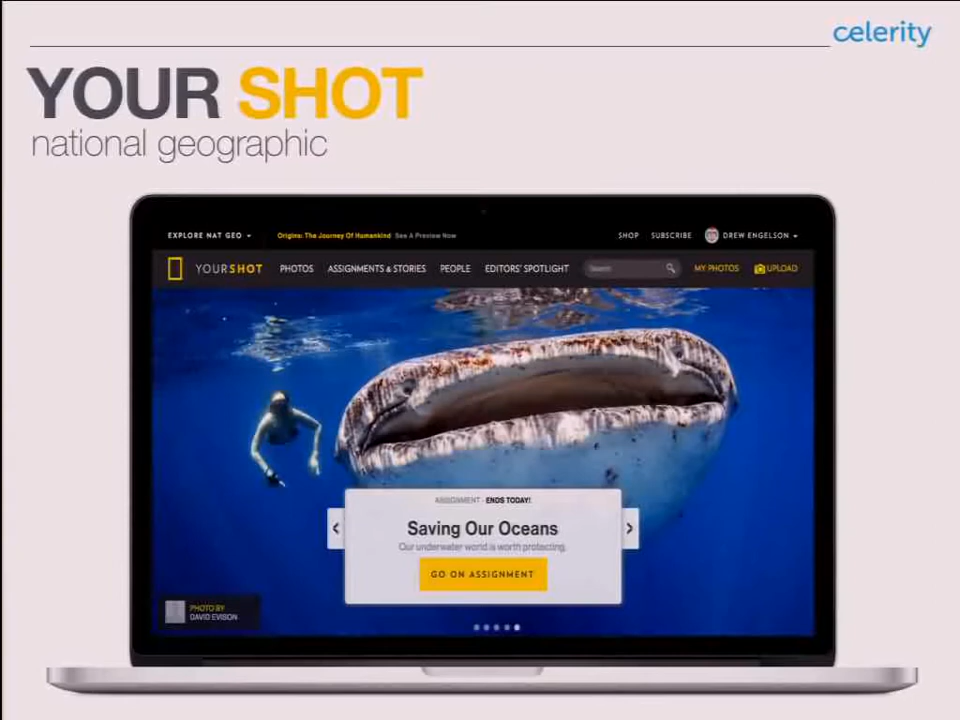 celerity
YOUR SHOT
national geographic
EXPLORE NAT GEO
Origins: The Journey Of Humankind See A Preview Now
SHOP
SUBSCRIBE
DREW ENGELSON
YOURSHOT
PHOTOS
ASSIGNMENTS & STORIES
PEOPLE
EDITORS' SPOTLIGHT
Search
MY PHOTOS
UPLOAD
ASSIGNMENT - ENDS TODAY!
Saving Our Oceans
Our underwater world is worth protecting.
GO ON ASSIGNMENT
PHOTO BY
DAVID EVISON